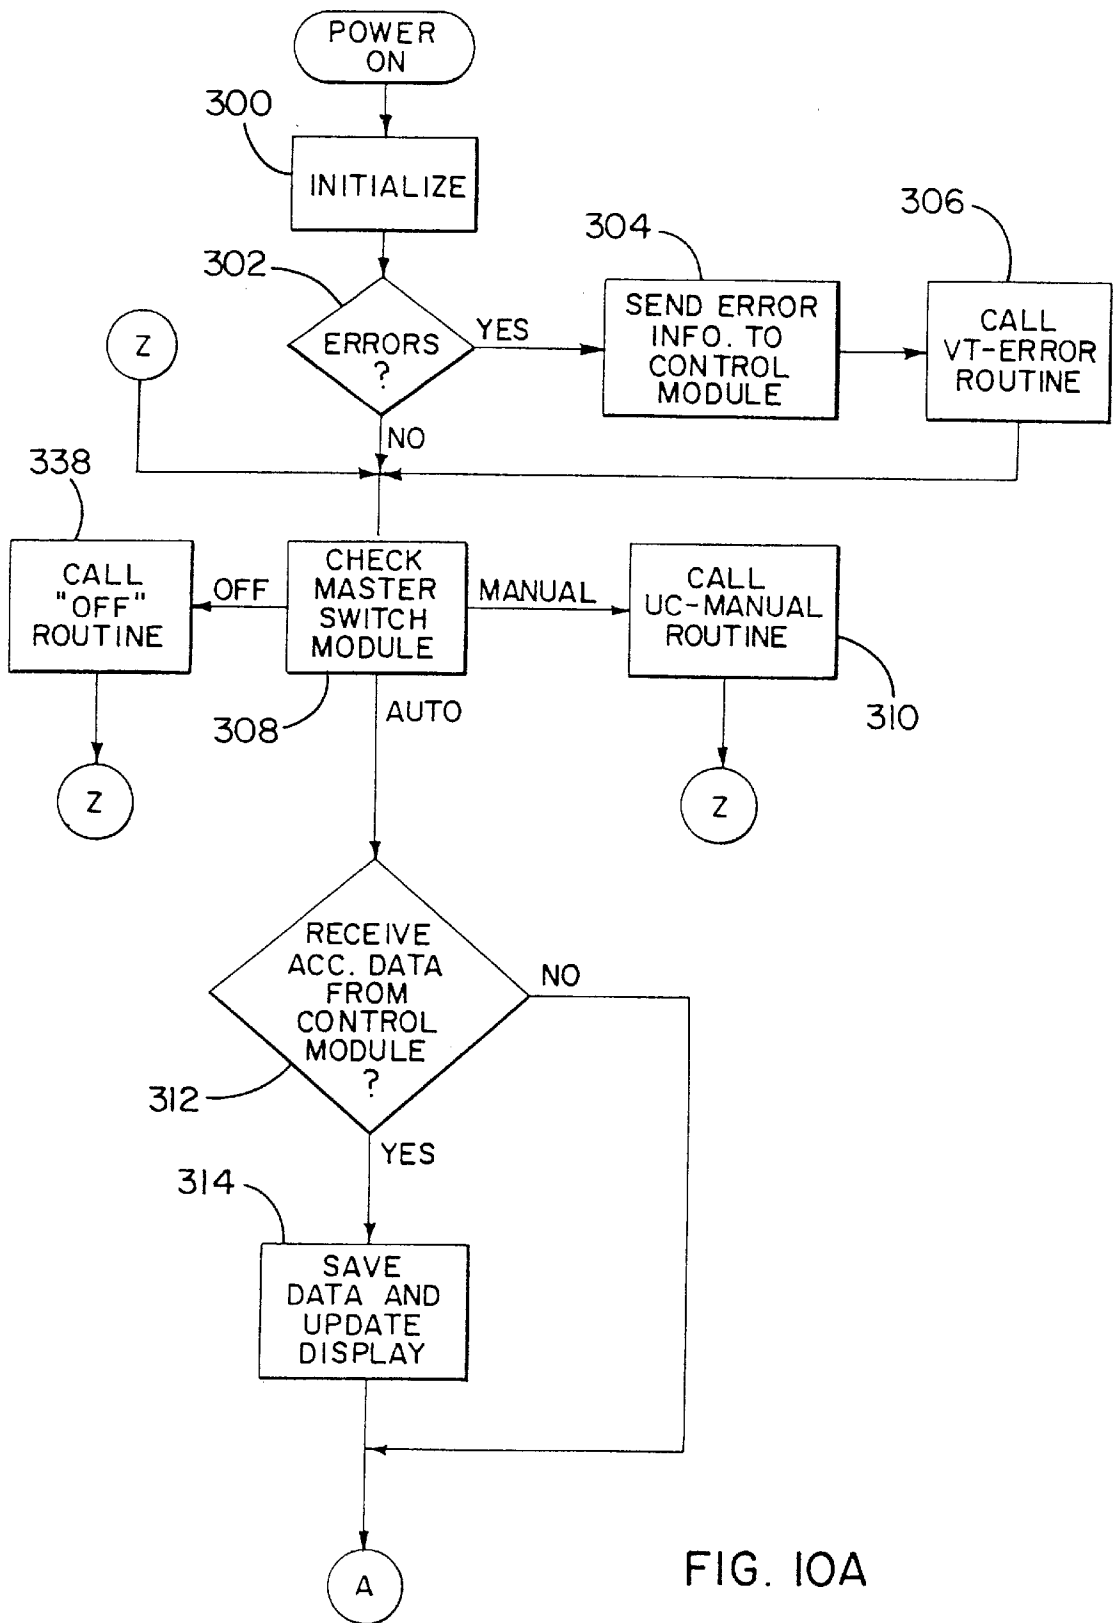 POWER
ON
300
INITIALIZE
302
ERRORS
?
YES
304
SEND ERROR
INFO. TO
CONTROL
MODULE
306
CALL
VT-ERROR
ROUTINE
Z
NO
338
CALL
"OFF"
ROUTINE
OFF
CHECK
MASTER
SWITCH
MODULE
MANUAL
CALL
UC-MANUAL
ROUTINE
308
AUTO
310
Z
Z
RECEIVE
ACC. DATA
FROM
CONTROL
MODULE
?
NO
312
YES
314
SAVE
DATA AND
UPDATE
DISPLAY
A
FIG. 10A